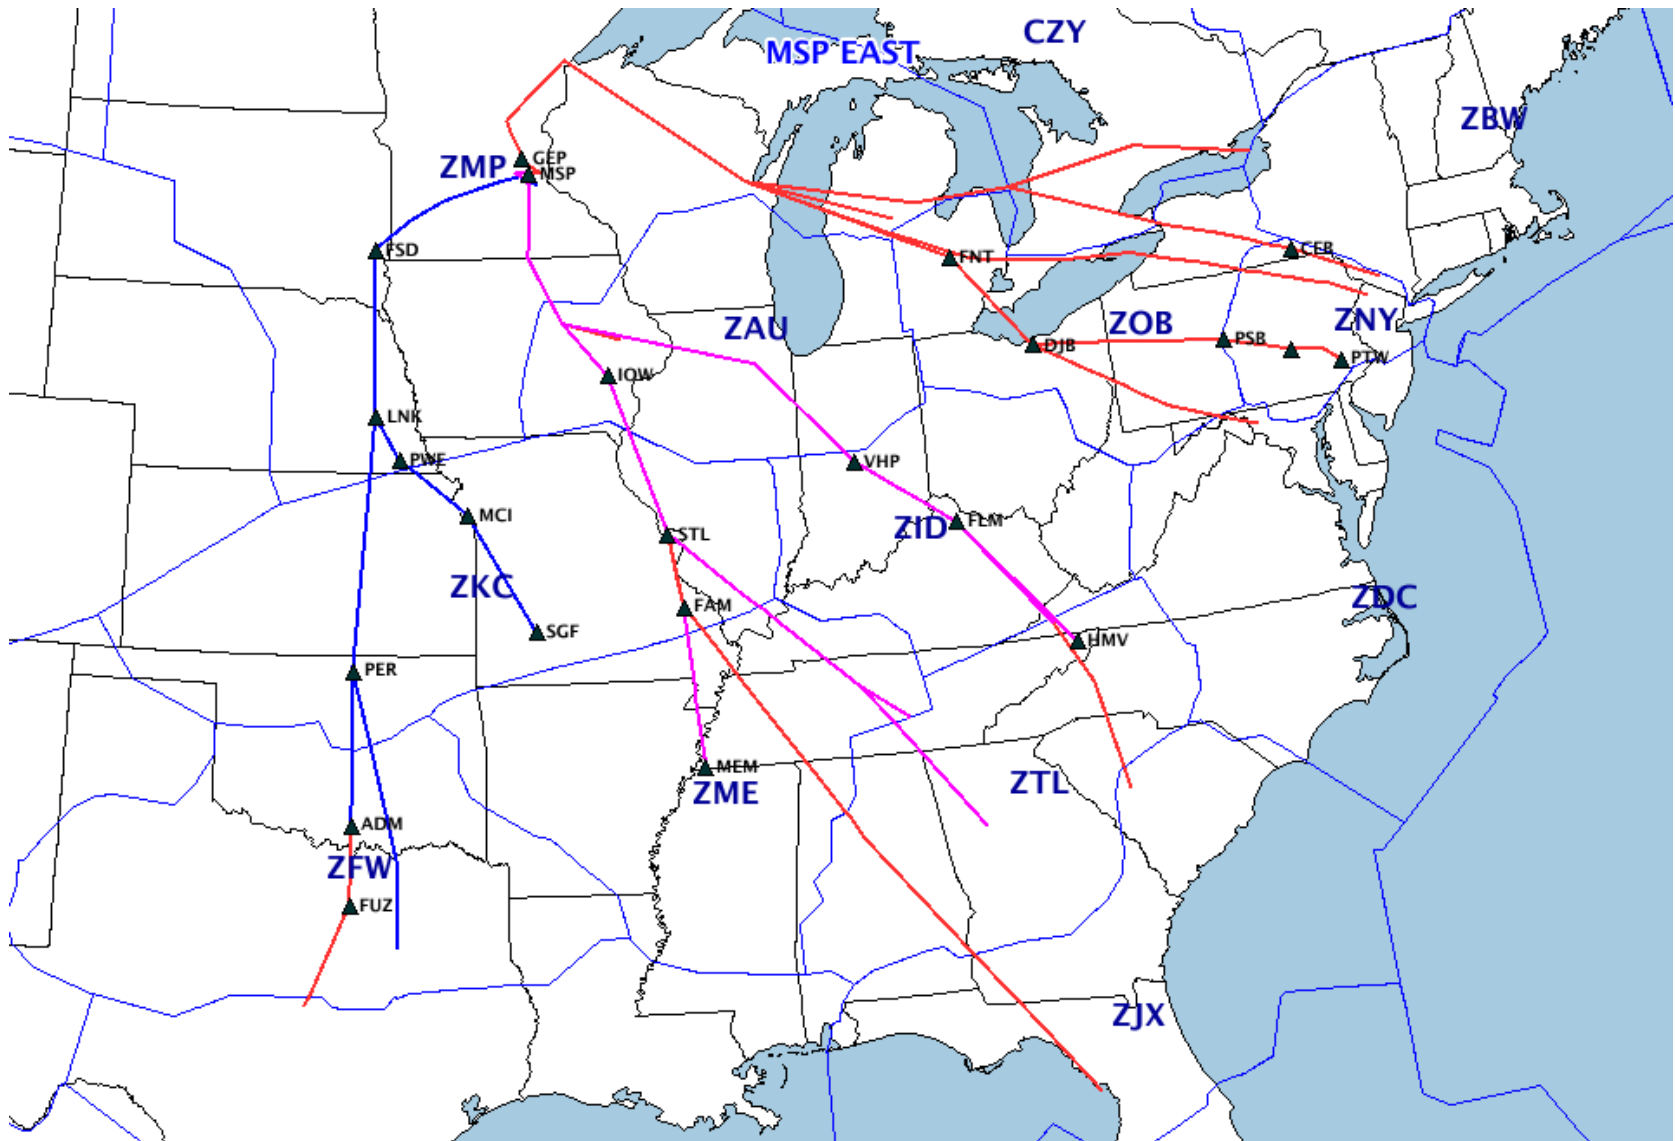 CZY
MSP EAST
ZBW
ZMP
GEP
MSP
FSD
FNT
CFB
ZAU
ZOB
ZNY
DJB
PSB
PTW
IOW
LNK
PWE
VHP
MCI
STL
ZID
FLM
ZKC
FAM
ZDC
SGF
HMV
PER
MEM
ZME
ZTL
ADM
ZFW
FUZ
ZJX